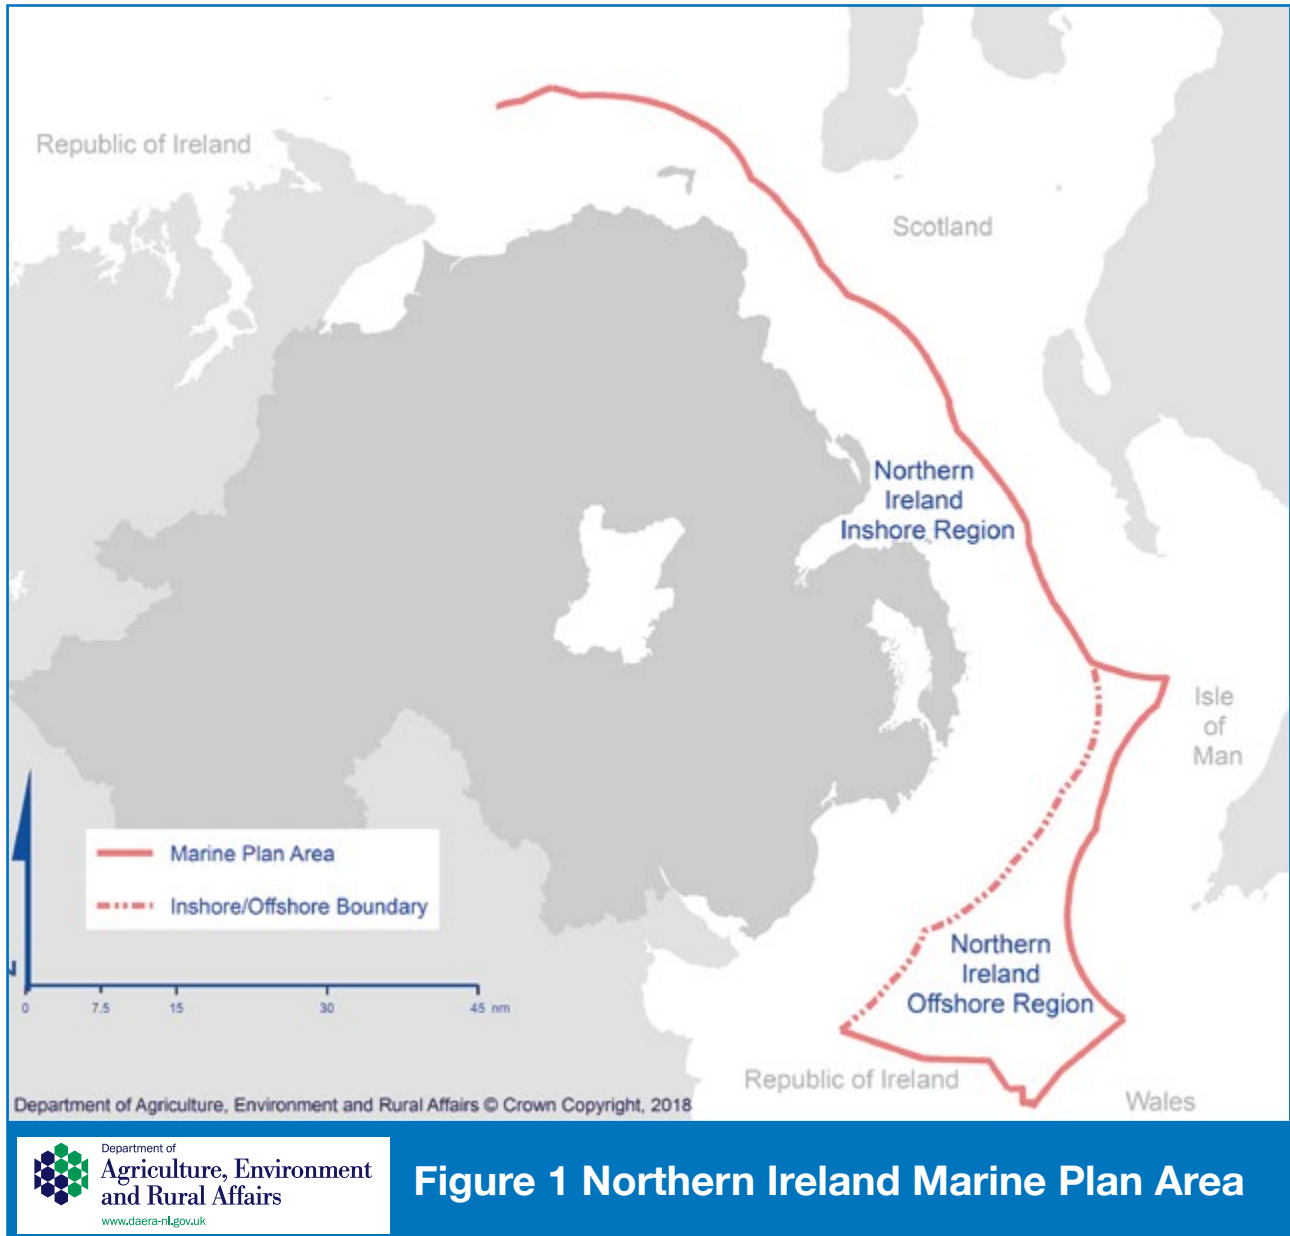 Republic of Ireland
Scotland
Northern
Ireland
Inshore Region
Isle
of
Man
Marine Plan Area
Inshore/Offshore Boundary
Northern
Ireland
Offshore Region
0 7.5 15 30 45 nm
Republic of Ireland
Wales
Department of Agriculture, Environment and Rural Affairs © Crown Copyright, 2018
Department of
Agriculture, Environment
and Rural Affairs
www.daera-ni.gov.uk
Figure 1 Northern Ireland Marine Plan Area